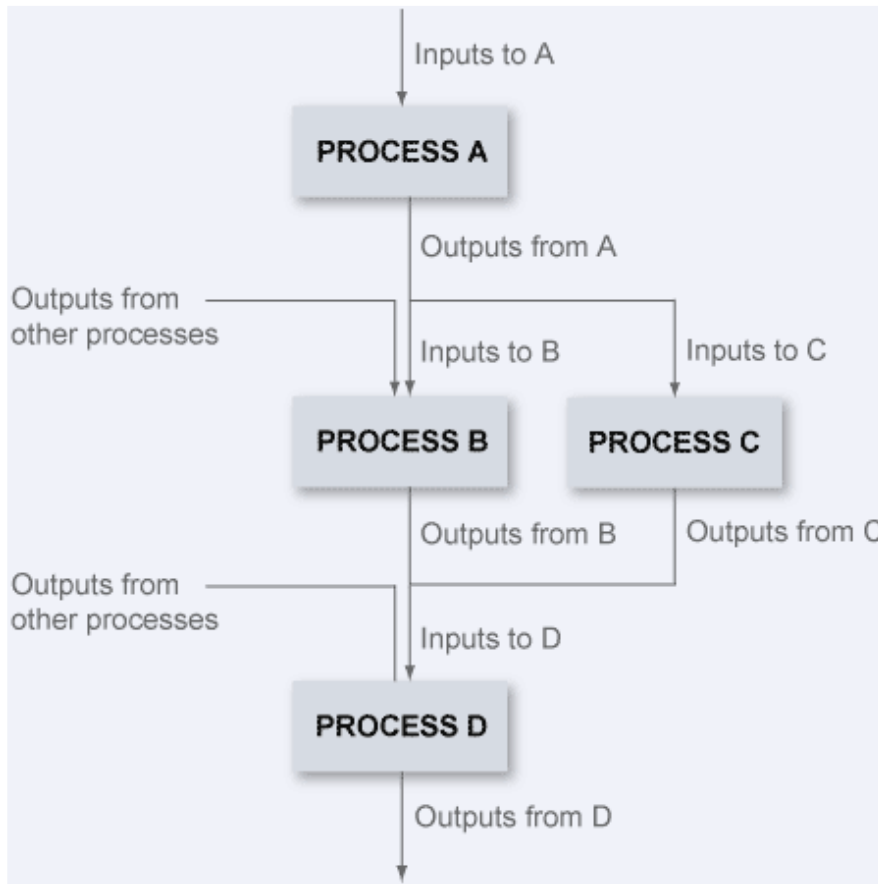 Inputs to A
PROCESS A
Outputs from A
Outputs from
other processes
Inputs to B
Inputs to C
PROCESS B
PROCESS C
Outputs from B
Outputs from C
Outputs from
other processes
Inputs to D
PROCESS D
Outputs from D